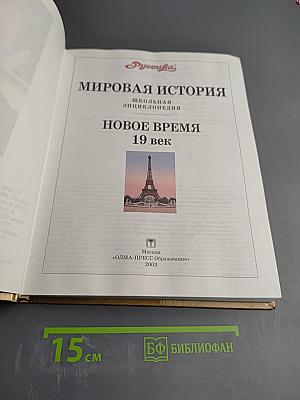 Руссика
МИРОВАЯ ИСТОРИЯ
ШКОЛЬНАЯ
ЭНЦИКЛОПЕДИЯ
НОВОЕ ВРЕМЯ
19 век
Москва
«ОЛМА-ПРЕСС Образование»
2003
15 см
БФ БИБЛИОФАН